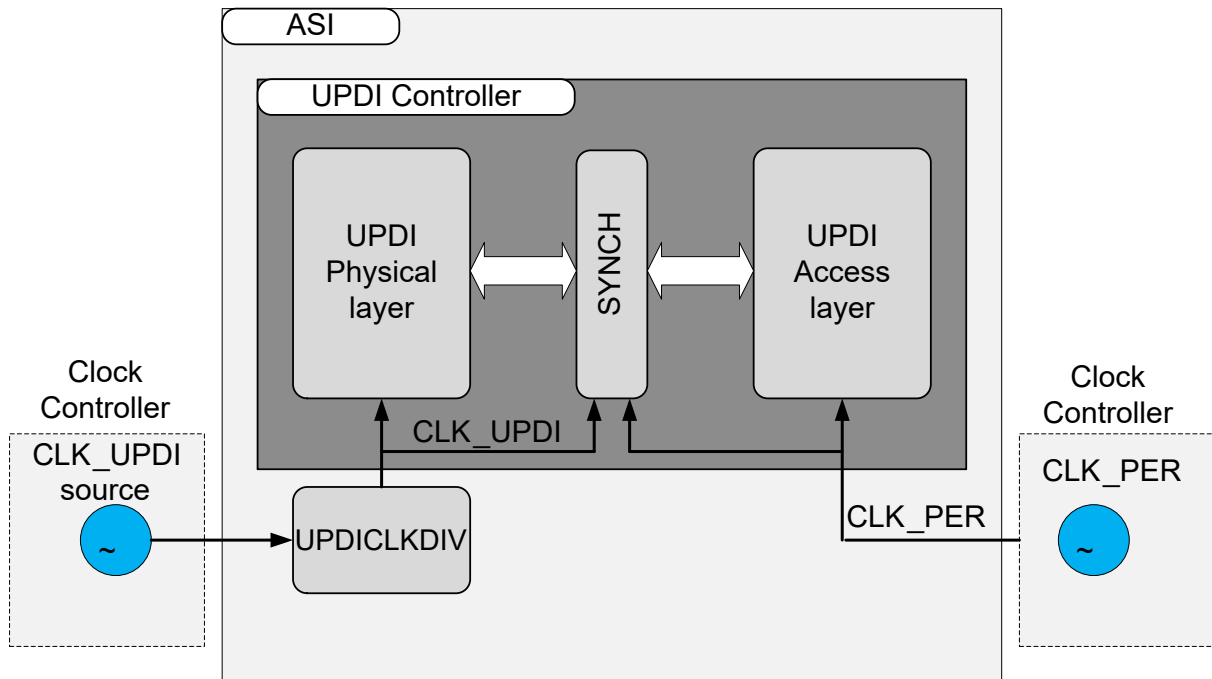 ASI
UPDI Controller
UPDI
Physical
layer
SYNCH
UPDI
Access
layer
Clock
Controller
CLK_UPDI
source
~
CLK_UPDI
UPDICLKDIV
CLK_PER
Clock
Controller
CLK_PER
~